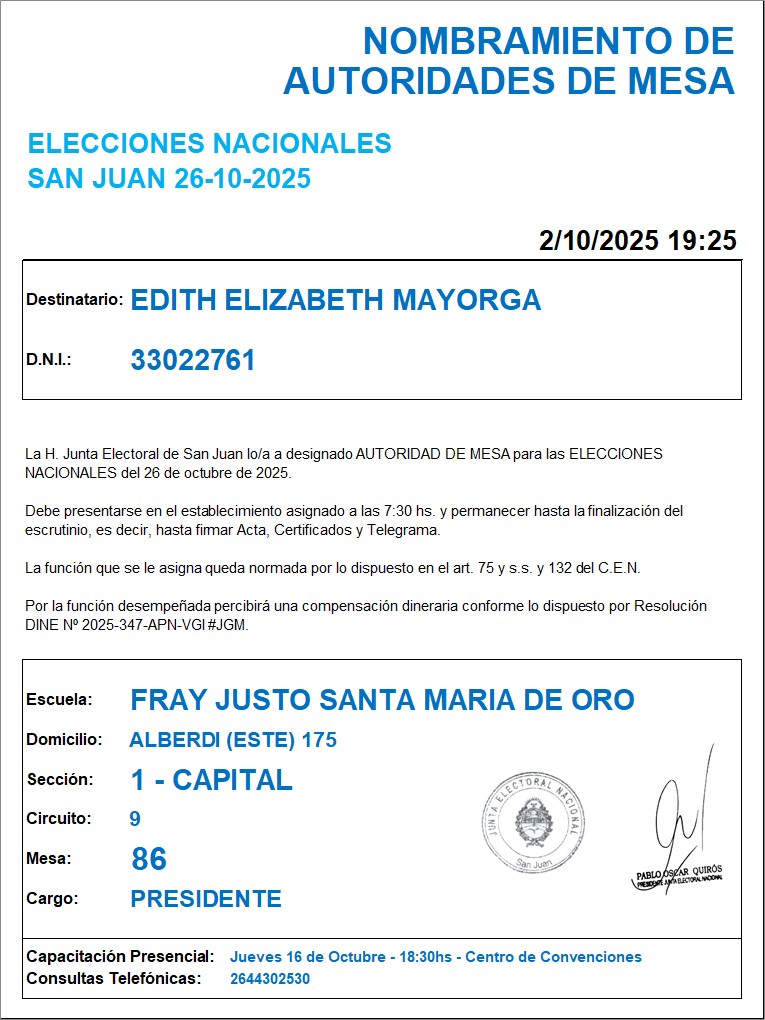 NOMBRAMIENTO DE
AUTORIDADES DE MESA
ELECCIONES NACIONALES
SAN JUAN 26-10-2025
2/10/2025 19:25
Destinatario: EDITH ELIZABETH MAYORGA
D.N.I.: 33022761
La H. Junta Electoral de San Juan lo/a a designado AUTORIDAD DE MESA para las ELECCIONES
NACIONALES del 26 de octubre de 2025.
Debe presentarse en el establecimiento asignado a las 7:30 hs. y permanecer hasta la finalización del
escrutinio, es decir, hasta firmar Acta, Certificados y Telegrama.
La función que se le asigna queda normada por lo dispuesto en el art. 75 y s.s. y 132 del C.E.N.
Por la función desempeñada percibirá una compensación dineraria conforme lo dispuesto por Resolución
DINE Nº 2025-347-APN-VGI#JGM.
Escuela: FRAY JUSTO SANTA MARIA DE ORO
Domicilio: ALBERDI (ESTE) 175
Sección: 1 - CAPITAL
Circuito: 9
Mesa: 86
Cargo: PRESIDENTE
JUNTA ELECTORAL NACIONAL
San Juan
PABLO OSCAR QUIRÓS
PRESIDENTE JUNTA ELECTORAL NACIONAL
Capacitación Presencial: Jueves 16 de Octubre - 18:30hs - Centro de Convenciones
Consultas Telefónicas: 2644302530